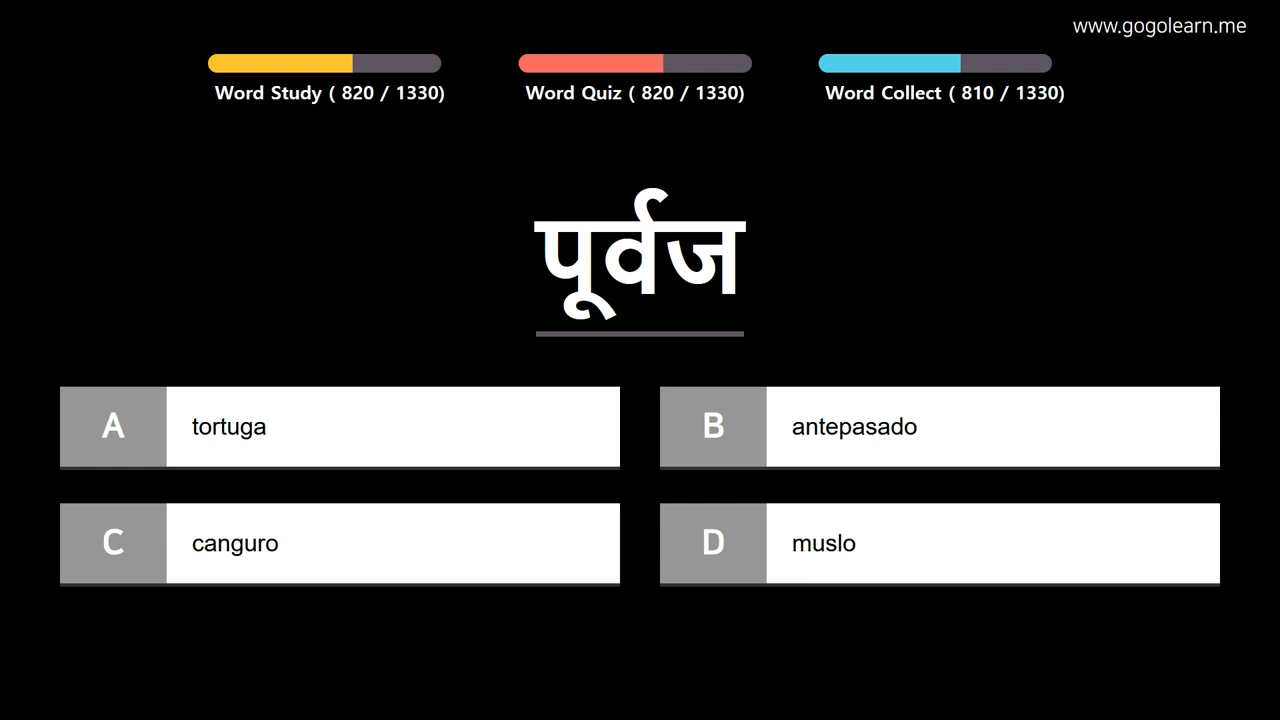 www.gogolearn.me
Word Study ( 820 / 1330)
Word Quiz ( 820 / 1330)
Word Collect ( 810 / 1330)
पूर्वज
A tortuga
B antepasado
C canguro
D muslo